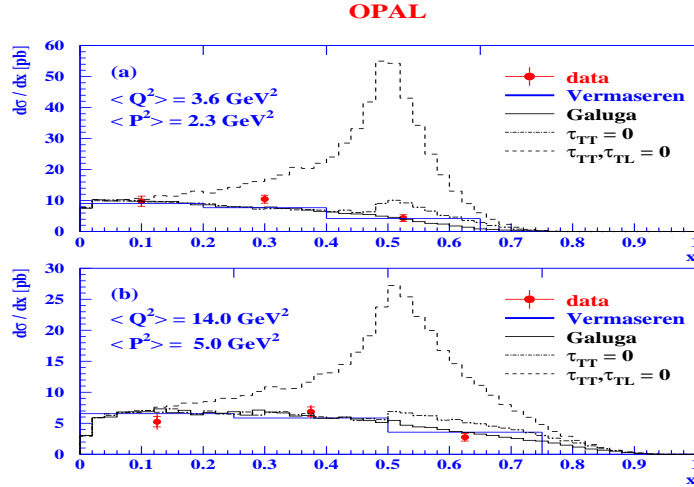 OPAL
dσ / dx [pb]
60
50
40
30
20
10
0
(a)
< Q² > = 3.6 GeV²
< P² > = 2.3 GeV²
data
Vermaseren
Galuga
τTT = 0
τTT,τTL = 0
0 0.1 0.2 0.3 0.4 0.5 0.6 0.7 0.8 0.9 1
x
dσ / dx [pb]
30
25
20
15
10
5
0
(b)
< Q² > = 14.0 GeV²
< P² > = 5.0 GeV²
data
Vermaseren
Galuga
τTT = 0
τTT,τTL = 0
0 0.1 0.2 0.3 0.4 0.5 0.6 0.7 0.8 0.9 1
x